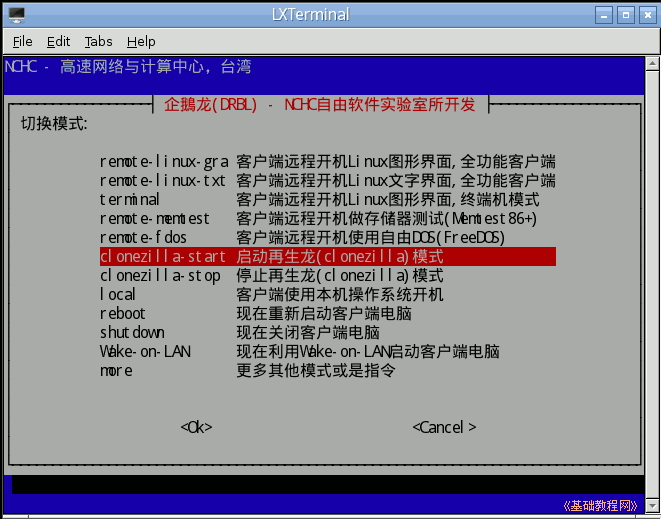 LXTerminal
File Edit Tabs Help
NCHC - 高速网络与计算中心，台湾
企鵝龙(DRBL) - NCHC自由软件实验室所开发
切换模式:
remote-linux-gra 客户端远程开机Linux图形界面,全功能客户端
remote-linux-txt 客户端远程开机Linux文字界面,全功能客户端
terminal 客户端远程开机Linux图形界面,终端机模式
remote-memtest 客户端远程开机做存储器测试(Memtest86+)
remote-fdos 客户端远程开机使用自由DOS(FreeDOS)
clonezilla-start 启动再生龙(clonezilla)模式
clonezilla-stop 停止再生龙(clonezilla)模式
local 客户端使用本机操作系统开机
reboot 现在重新启动客户端电脑
shutdown 现在关闭客户端电脑
Wake-on-LAN 现在利用Wake-on-LAN启动客户端电脑
more 更多其他模式或是指令
<Ok> <Cancel>
《基础教程网》